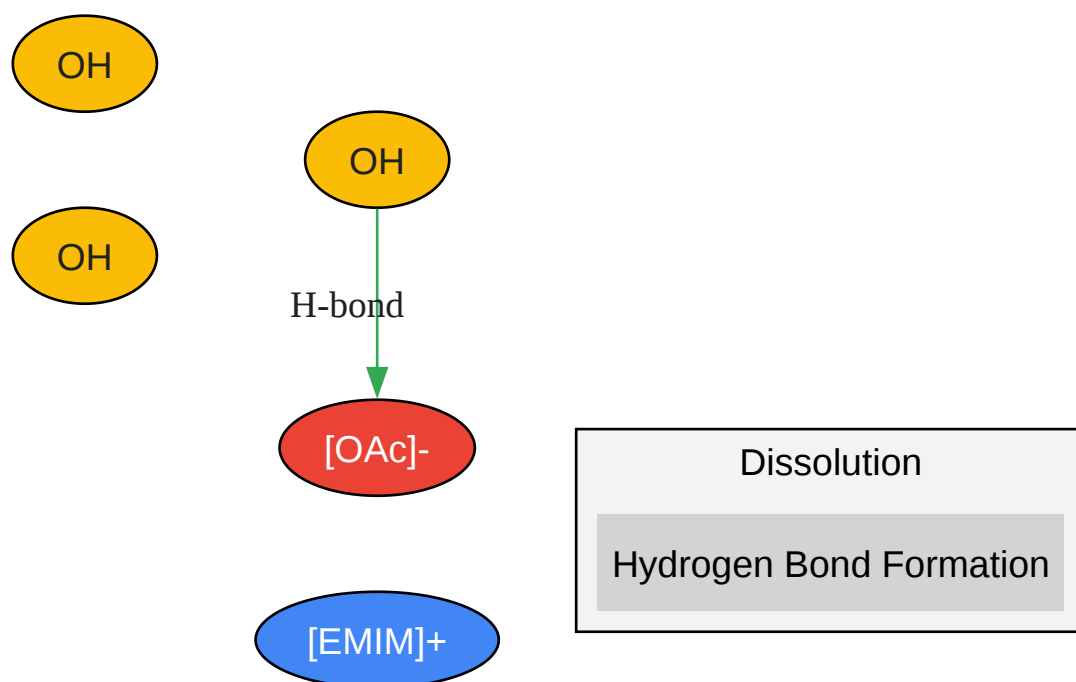 OH
OH
OH
H-bond
[OAc]-
Dissolution
Hydrogen Bond Formation
[EMIM]+